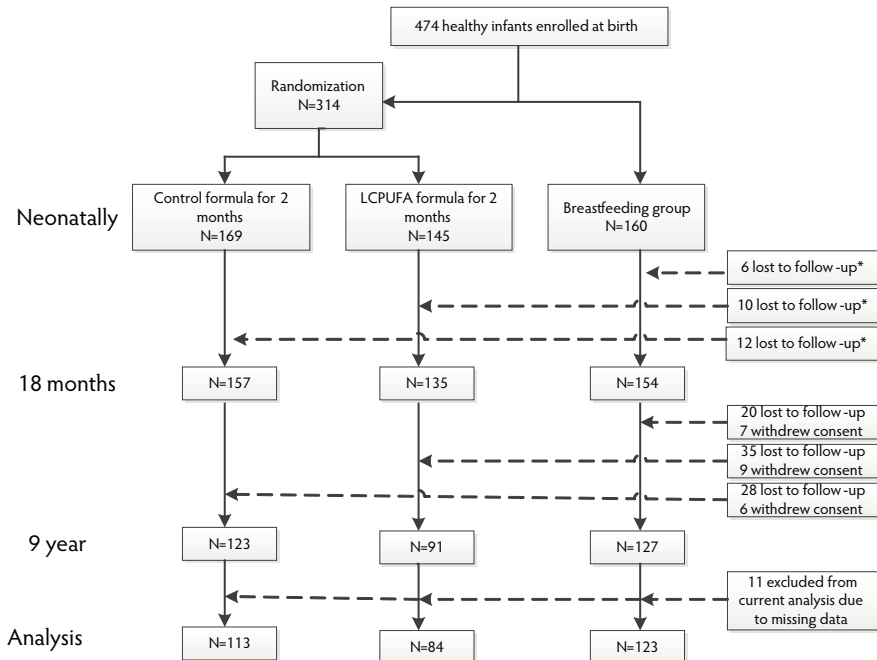 474 healthy infants enrolled at birth
Randomization
N=314
Neonatally
Control formula for 2
months
N=169
LCPUFA formula for 2
months
N=145
Breastfeeding group
N=160
6 lost to follow-up*
10 lost to follow-up*
12 lost to follow-up*
18 months
N=157
N=135
N=154
20 lost to follow-up
7 withdrew consent
35 lost to follow-up
9 withdrew consent
28 lost to follow-up
6 withdrew consent
9 year
N=123
N=91
N=127
11 excluded from
current analysis due
to missing data
Analysis
N=113
N=84
N=123